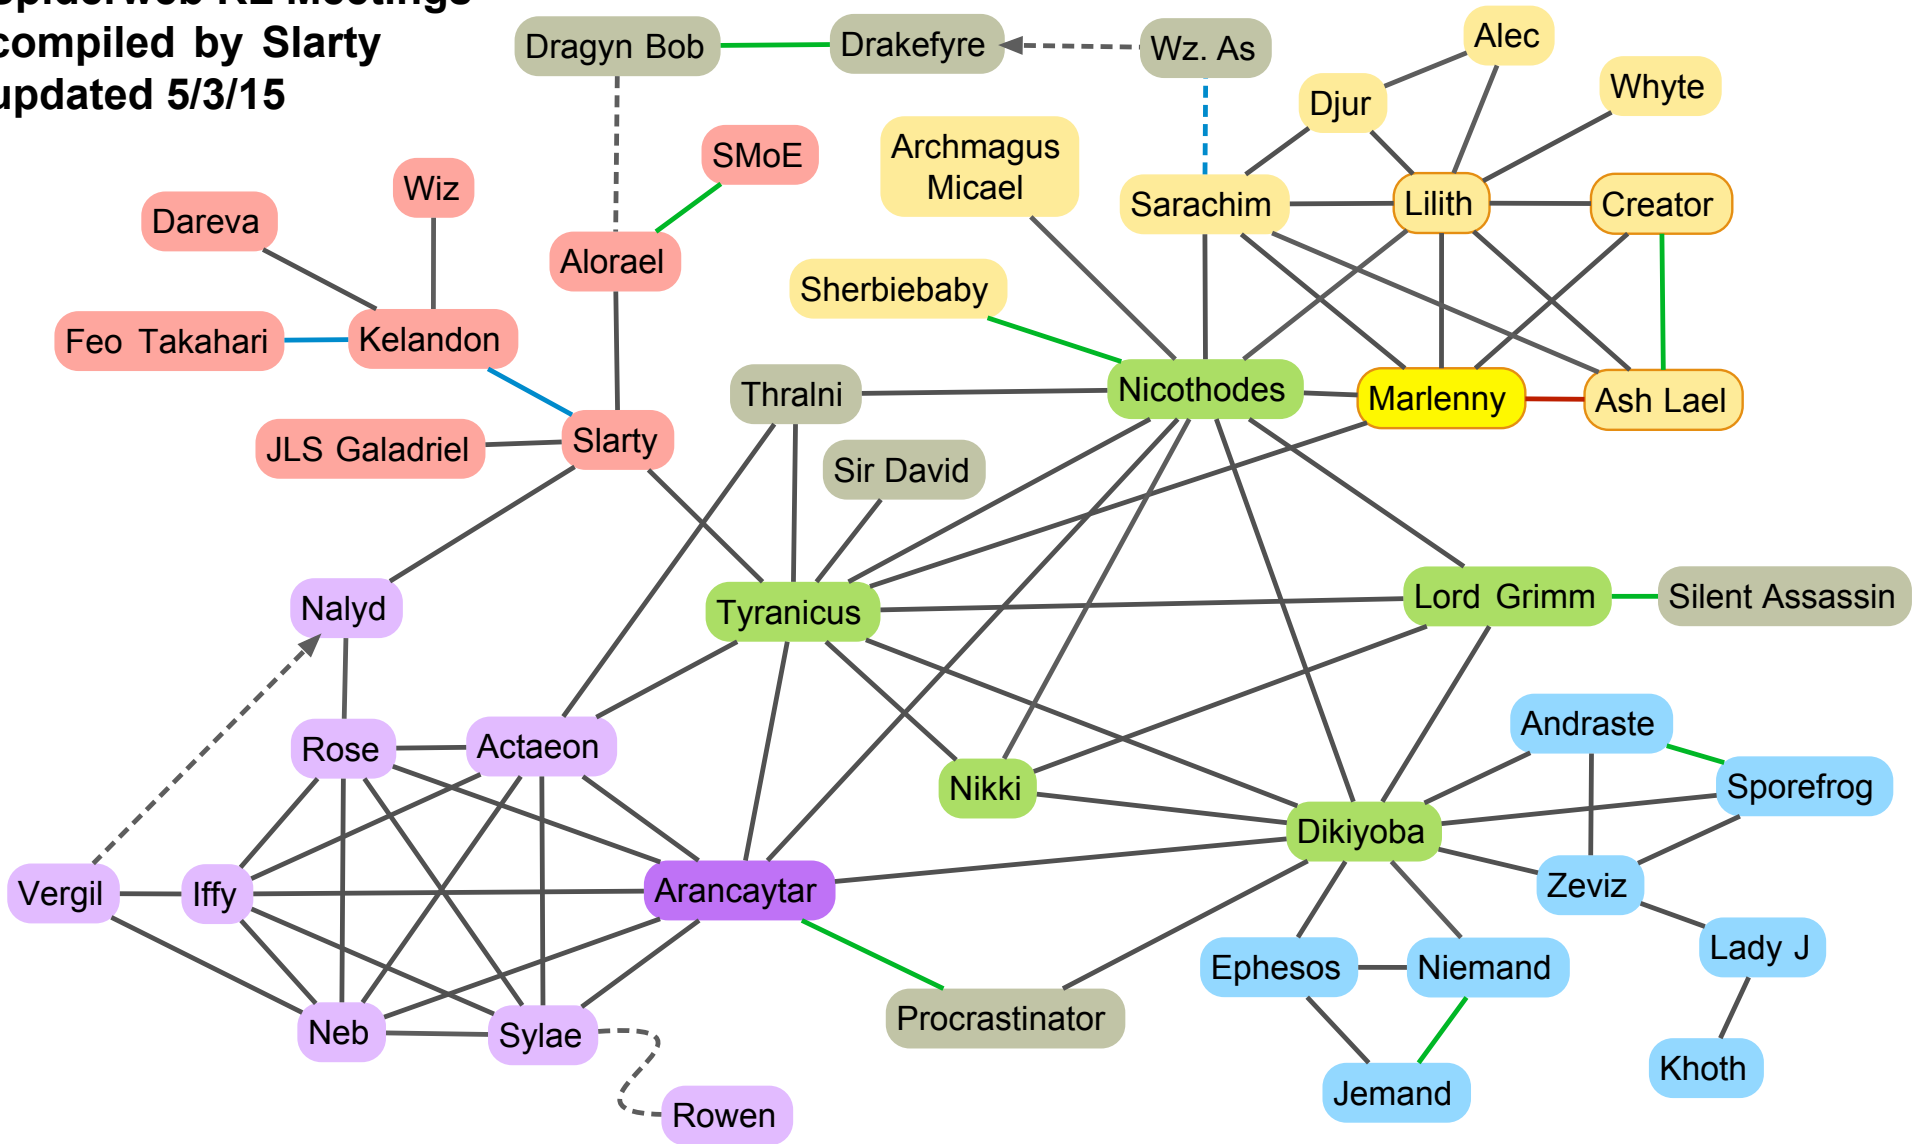 Spiderweb RL Meetings
compiled by Slarty
updated 5/3/15
Dragyn Bob
Drakefyre
Wz. As
Alec
Djur
Whyte
SMoE
Archmagus
Micael
Wiz
Dareva
Sarachim
Lilith
Creator
Alorael
Sherbiebaby
Feo Takahari
Kelandon
Thralni
Nicothodes
Marlenny
Ash Lael
JLS Galadriel
Slarty
Sir David
Nalyd
Tyranicus
Lord Grimm
Silent Assassin
Rose
Actaeon
Andraste
Nikki
Sporefrog
Dikiyoba
Vergil
Iffy
Arancaytar
Zeviz
Lady J
Ephesos
Niemand
Neb
Sylae
Procrastinator
Khoth
Jemand
Rowen